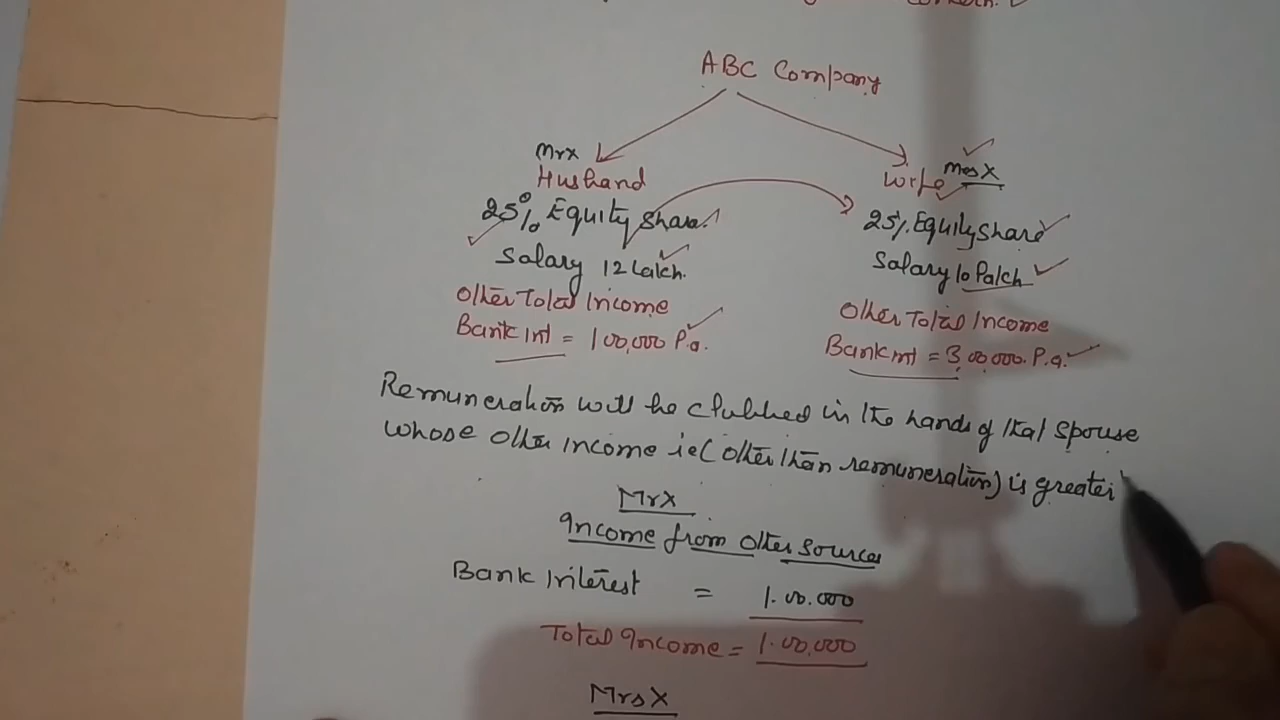 ABC Company
Mrx
Husband
25% Equity Share
Salary 12 Lakh.
Other Total Income
Bank Int = 1,00,000 P.a.
Mrs X
Wife
25% Equity Share
Salary 10 lakh
Other Total Income
Bank int = 3,00,000. P.a.
Remuneration will be clubbed in the hands of that spouse
whose other income ie (other than remuneration) is greater
Mr X
Income from other sources
Bank Interest = 1.00.000
Total Income = 1.00.000
Mrs X